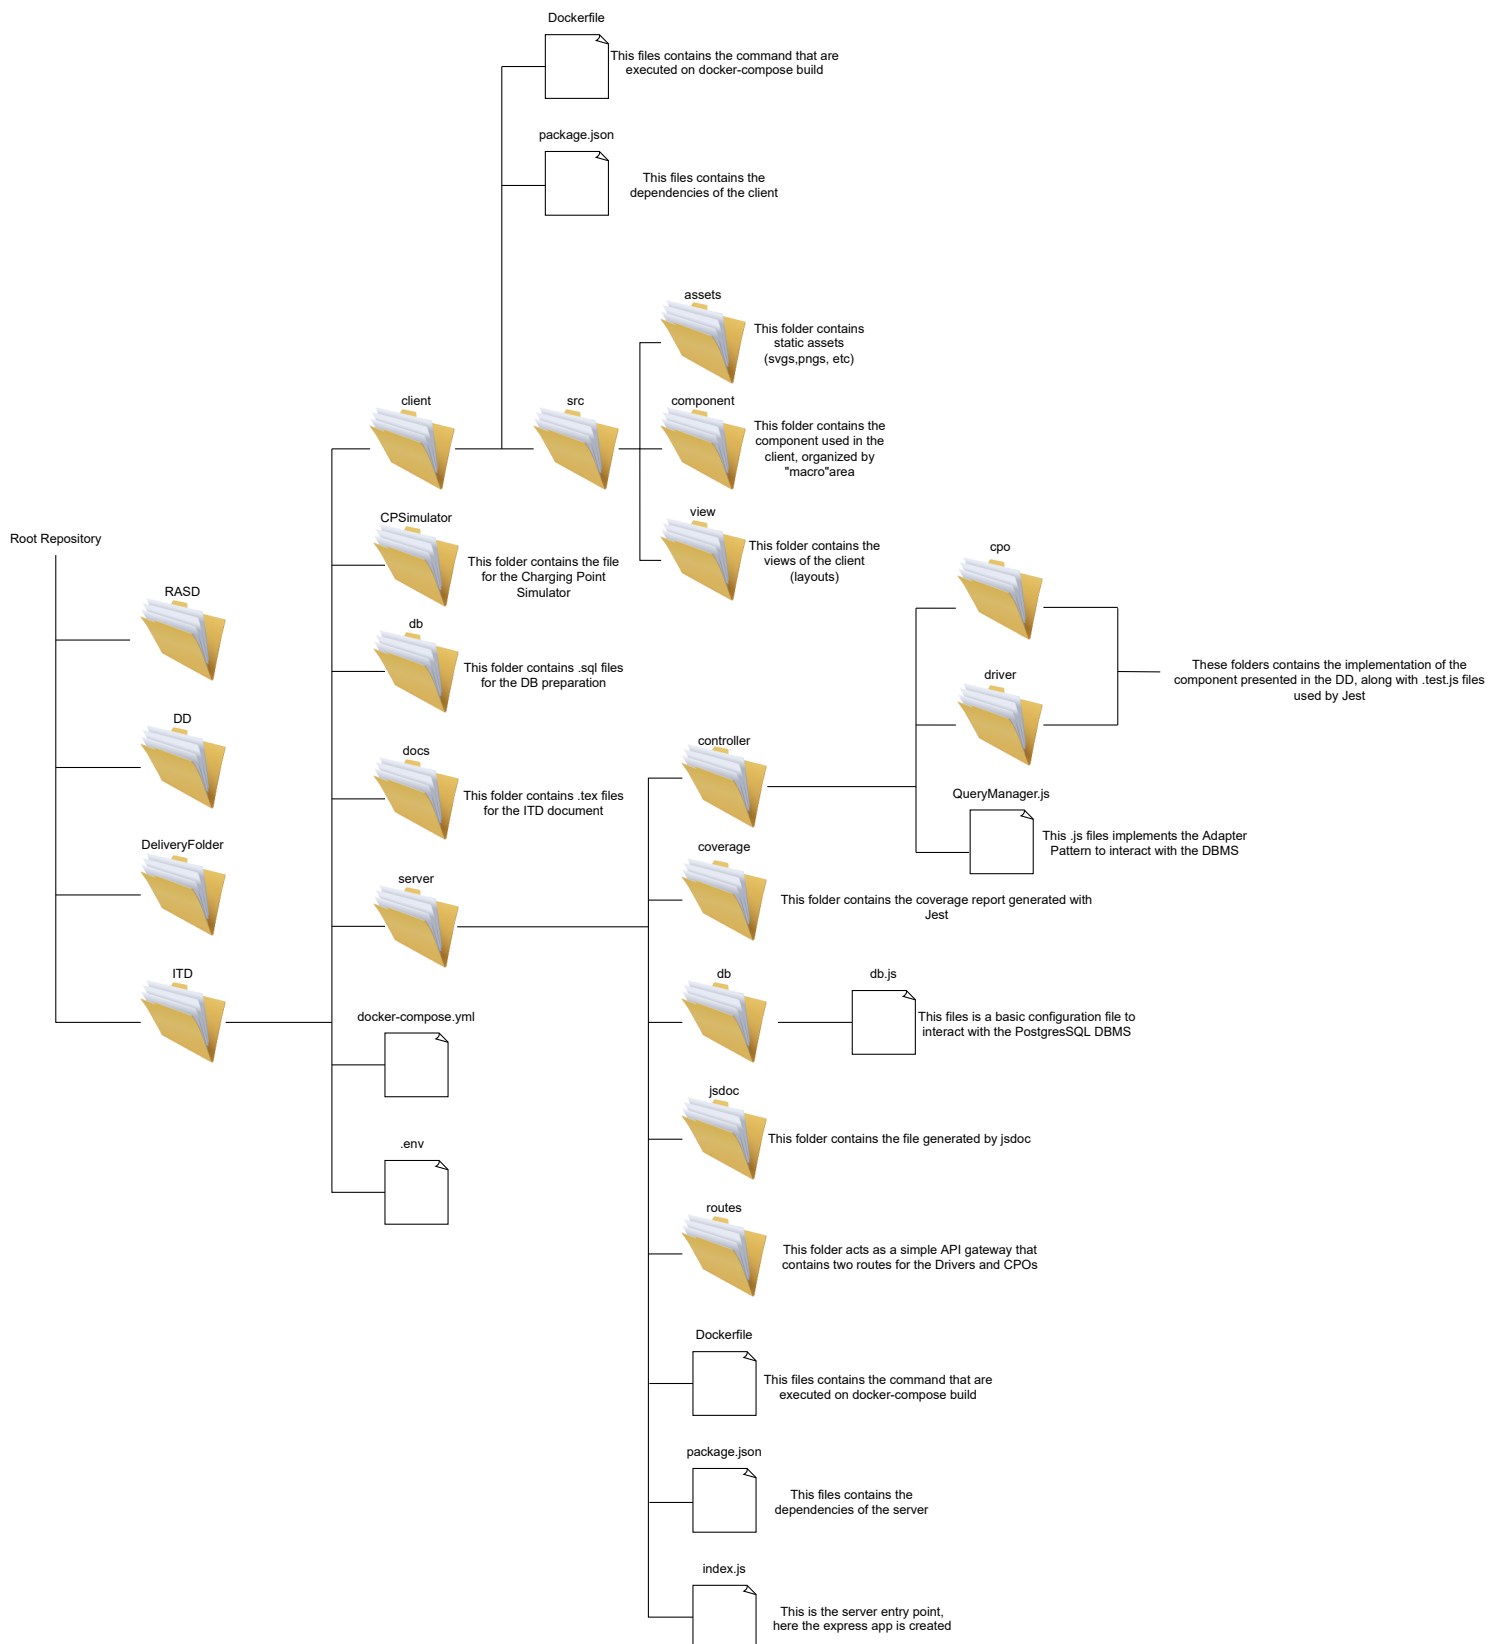 Dockerfile
This files contains the command that are
executed on docker-compose build
package.json
This files contains the
dependencies of the client
assets
This folder contains
static assets
(svgs,pngs, etc)
client
src
component
This folder contains the
component used in the
client, organized by
"macro"area
CPSimulator
This folder contains the file
for the Charging Point
Simulator
view
This folder contains the
views of the client
(layouts)
Root Repository
cpo
RASD
db
This folder contains .sql files
for the DB preparation
driver
These folders contains the implementation of the
component presented in the DD, along with .test.js files
used by Jest
DD
docs
This folder contains .tex files
for the ITD document
controller
QueryManager.js
This .js files implements the Adapter
Pattern to interact with the DBMS
DeliveryFolder
server
coverage
This folder contains the coverage report generated with
Jest
ITD
db
db.js
This files is a basic configuration file to
interact with the PostgresSQL DBMS
docker-compose.yml
jsdoc
This folder contains the file generated by jsdoc
.env
routes
This folder acts as a simple API gateway that
contains two routes for the Drivers and CPOs
Dockerfile
This files contains the command that are
executed on docker-compose build
package.json
This files contains the
dependencies of the server
index.js
This is the server entry point,
here the express app is created